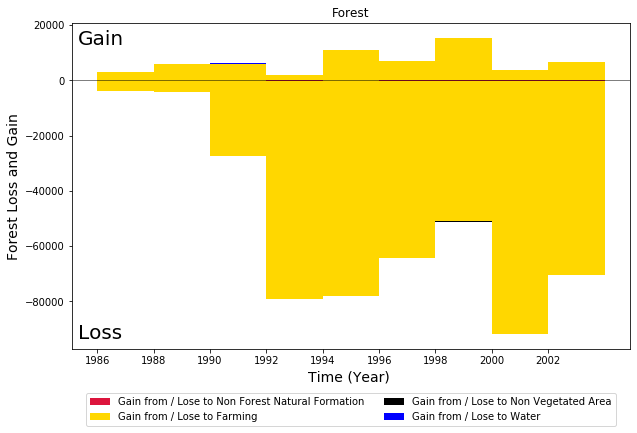 Forest
Gain
20000
0
−20000
−40000
−60000
−80000
Forest Loss and Gain
Loss
1986 1988 1990 1992 1994 1996 1998 2000 2002
Time (Year)
Gain from / Lose to Non Forest Natural Formation
Gain from / Lose to Farming
Gain from / Lose to Non Vegetated Area
Gain from / Lose to Water